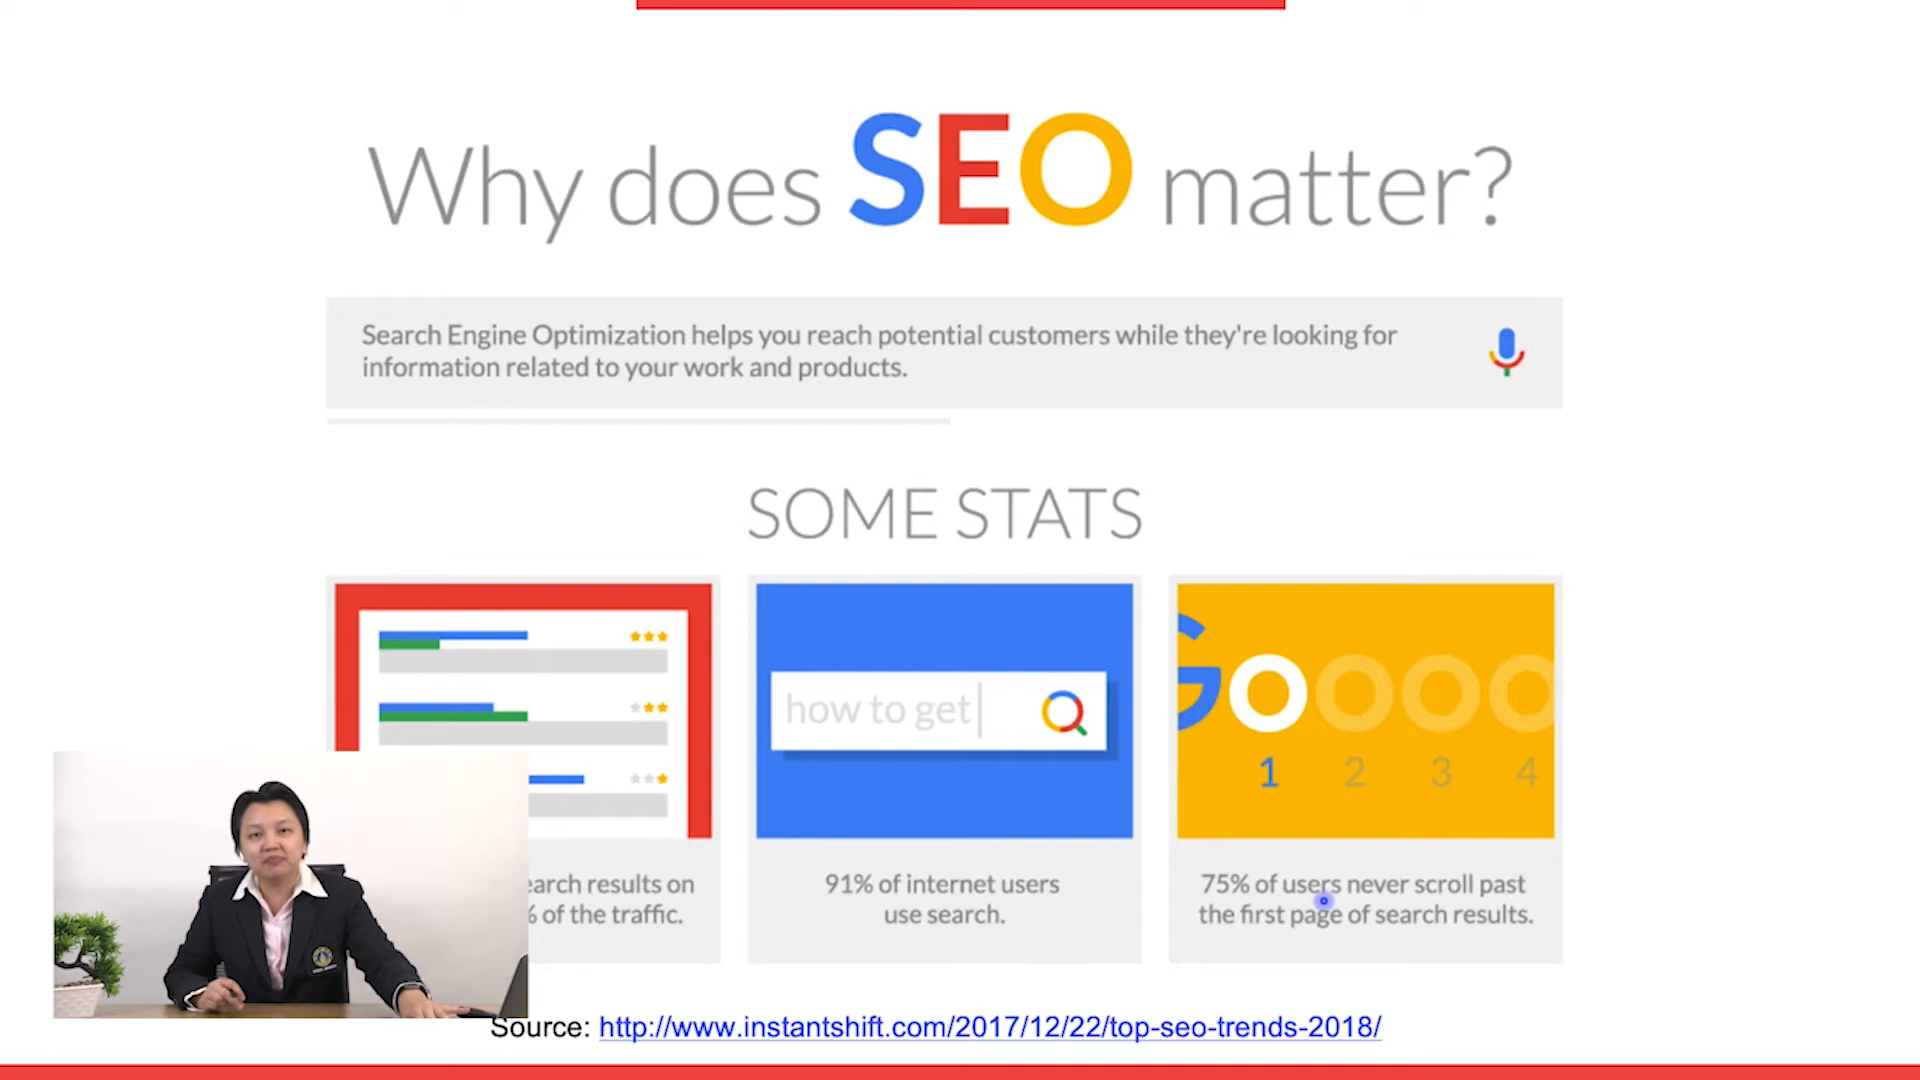 Why does SEO matter?
Search Engine Optimization helps you reach potential customers while they're looking for
information related to your work and products.
SOME STATS
how to get
Go
1 2 3 4
results on
of the traffic.
91% of internet users
use search.
75% of users never scroll past
the first page of search results.
Source: http://www.instantshift.com/2017/12/22/top-seo-trends-2018/